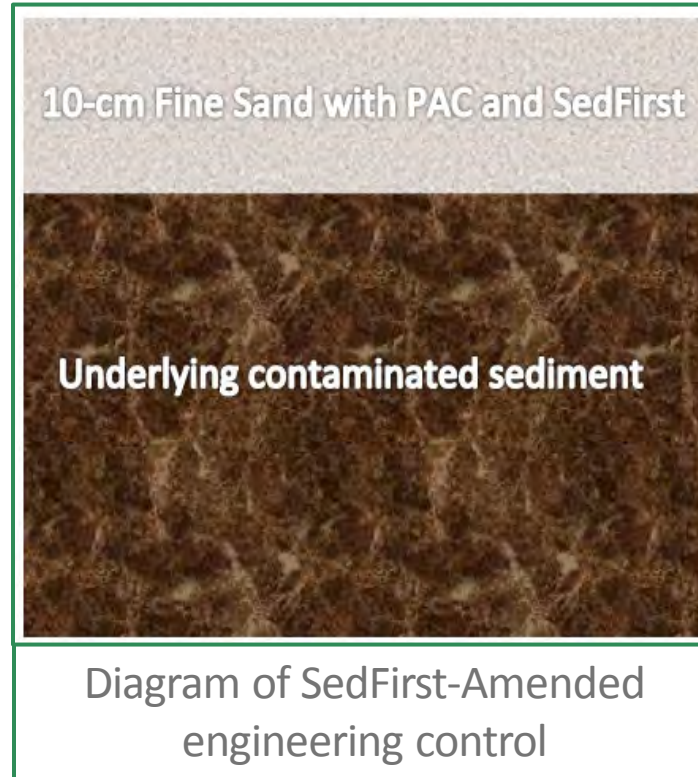 10-cm Fine Sand with PAC and SedFirst
Underlying contaminated sediment
Diagram of SedFirst-Amended
engineering control